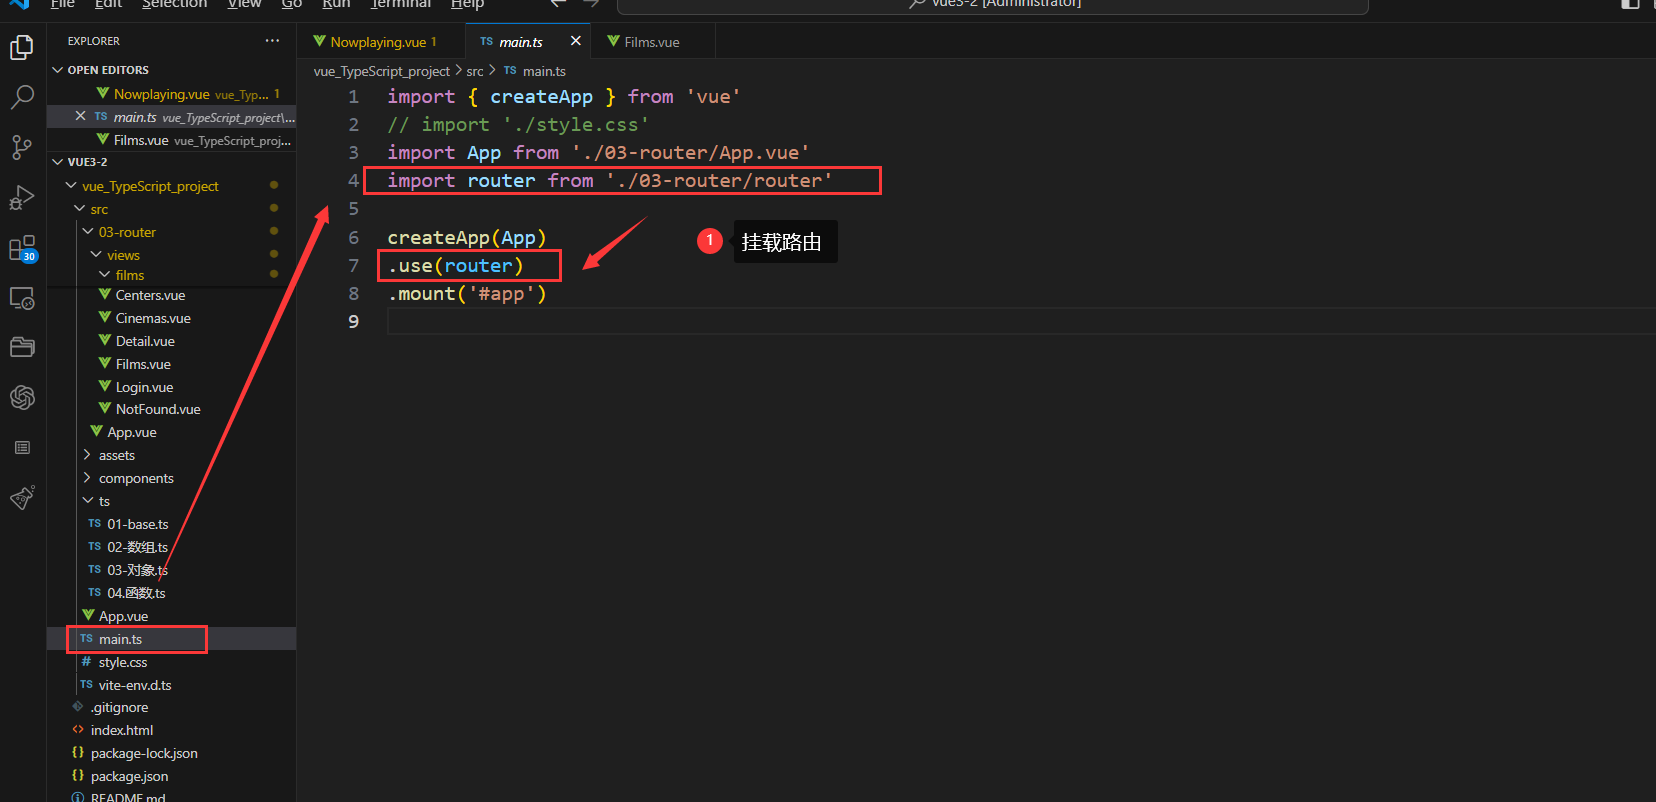 File Edit Selection View Go Run Terminal Help
vue3-2 [Administrator]
EXPLORER ···
OPEN EDITORS
Nowplaying.vue vue_Typ... 1
TS main.ts vue_TypeScript_project\...
Films.vue vue_TypeScript_proj...
VUE3-2
vue_TypeScript_project
src
03-router
views
films
Centers.vue
Cinemas.vue
Detail.vue
Films.vue
Login.vue
NotFound.vue
App.vue
assets
components
ts
TS 01-base.ts
TS 02-数组.ts
TS 03-对象.ts
TS 04.函数.ts
App.vue
TS main.ts
# style.css
TS vite-env.d.ts
.gitignore
<> index.html
{} package-lock.json
{} package.json
README.md
30
Nowplaying.vue 1
TS main.ts ×
Films.vue
vue_TypeScript_project > src > TS main.ts
1 import { createApp } from 'vue'
2 // import './style.css'
3 import App from './03-router/App.vue'
4 import router from './03-router/router'
5
6 createApp(App)
7 .use(router)
8 .mount('#app')
9
1 挂载路由